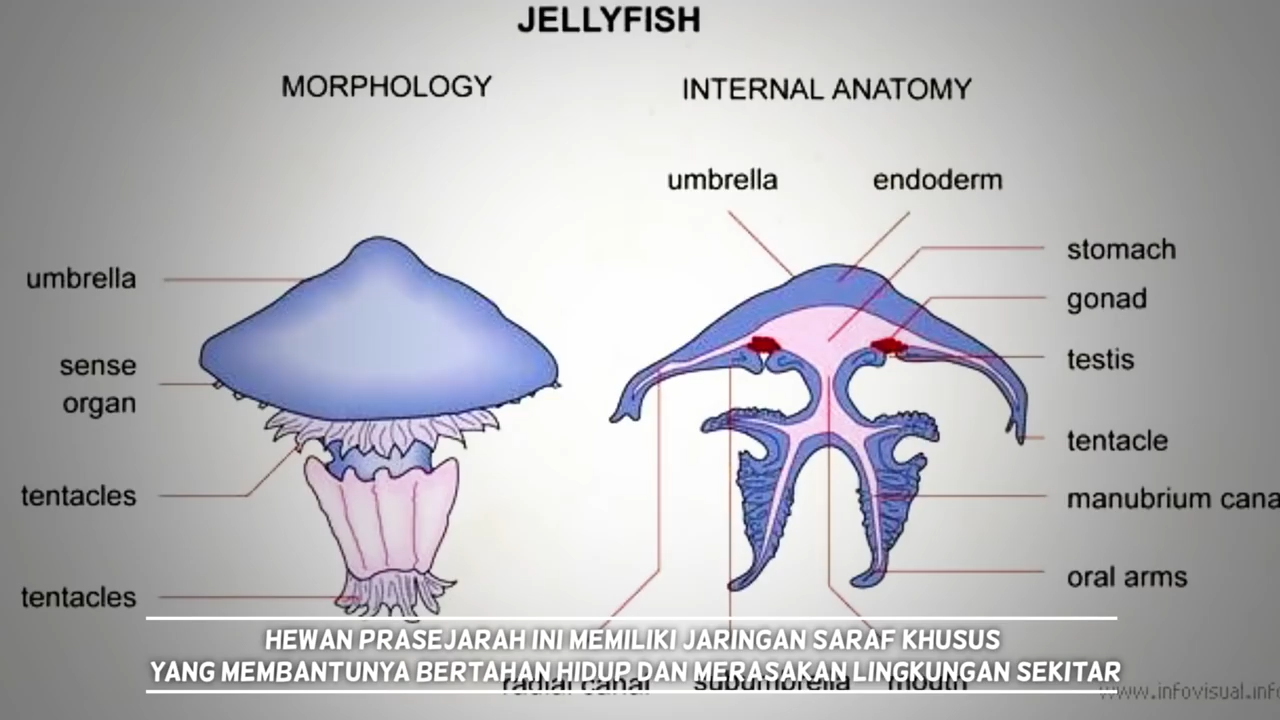 JELLYFISH
MORPHOLOGY
INTERNAL ANATOMY
umbrella
endoderm
umbrella
stomach
gonad
sense
organ
testis
tentacle
tentacles
manubrium cana
oral arms
tentacles
HEWAN PRASEJARAH INI MEMILIKI JARINGAN SARAF KHUSUS
YANG MEMBANTUNYA BERTAHAN HIDUP DAN MERASAKAN LINGKUNGAN SEKITAR
radial canal
subumbrella
mouth
www.infovisual.info